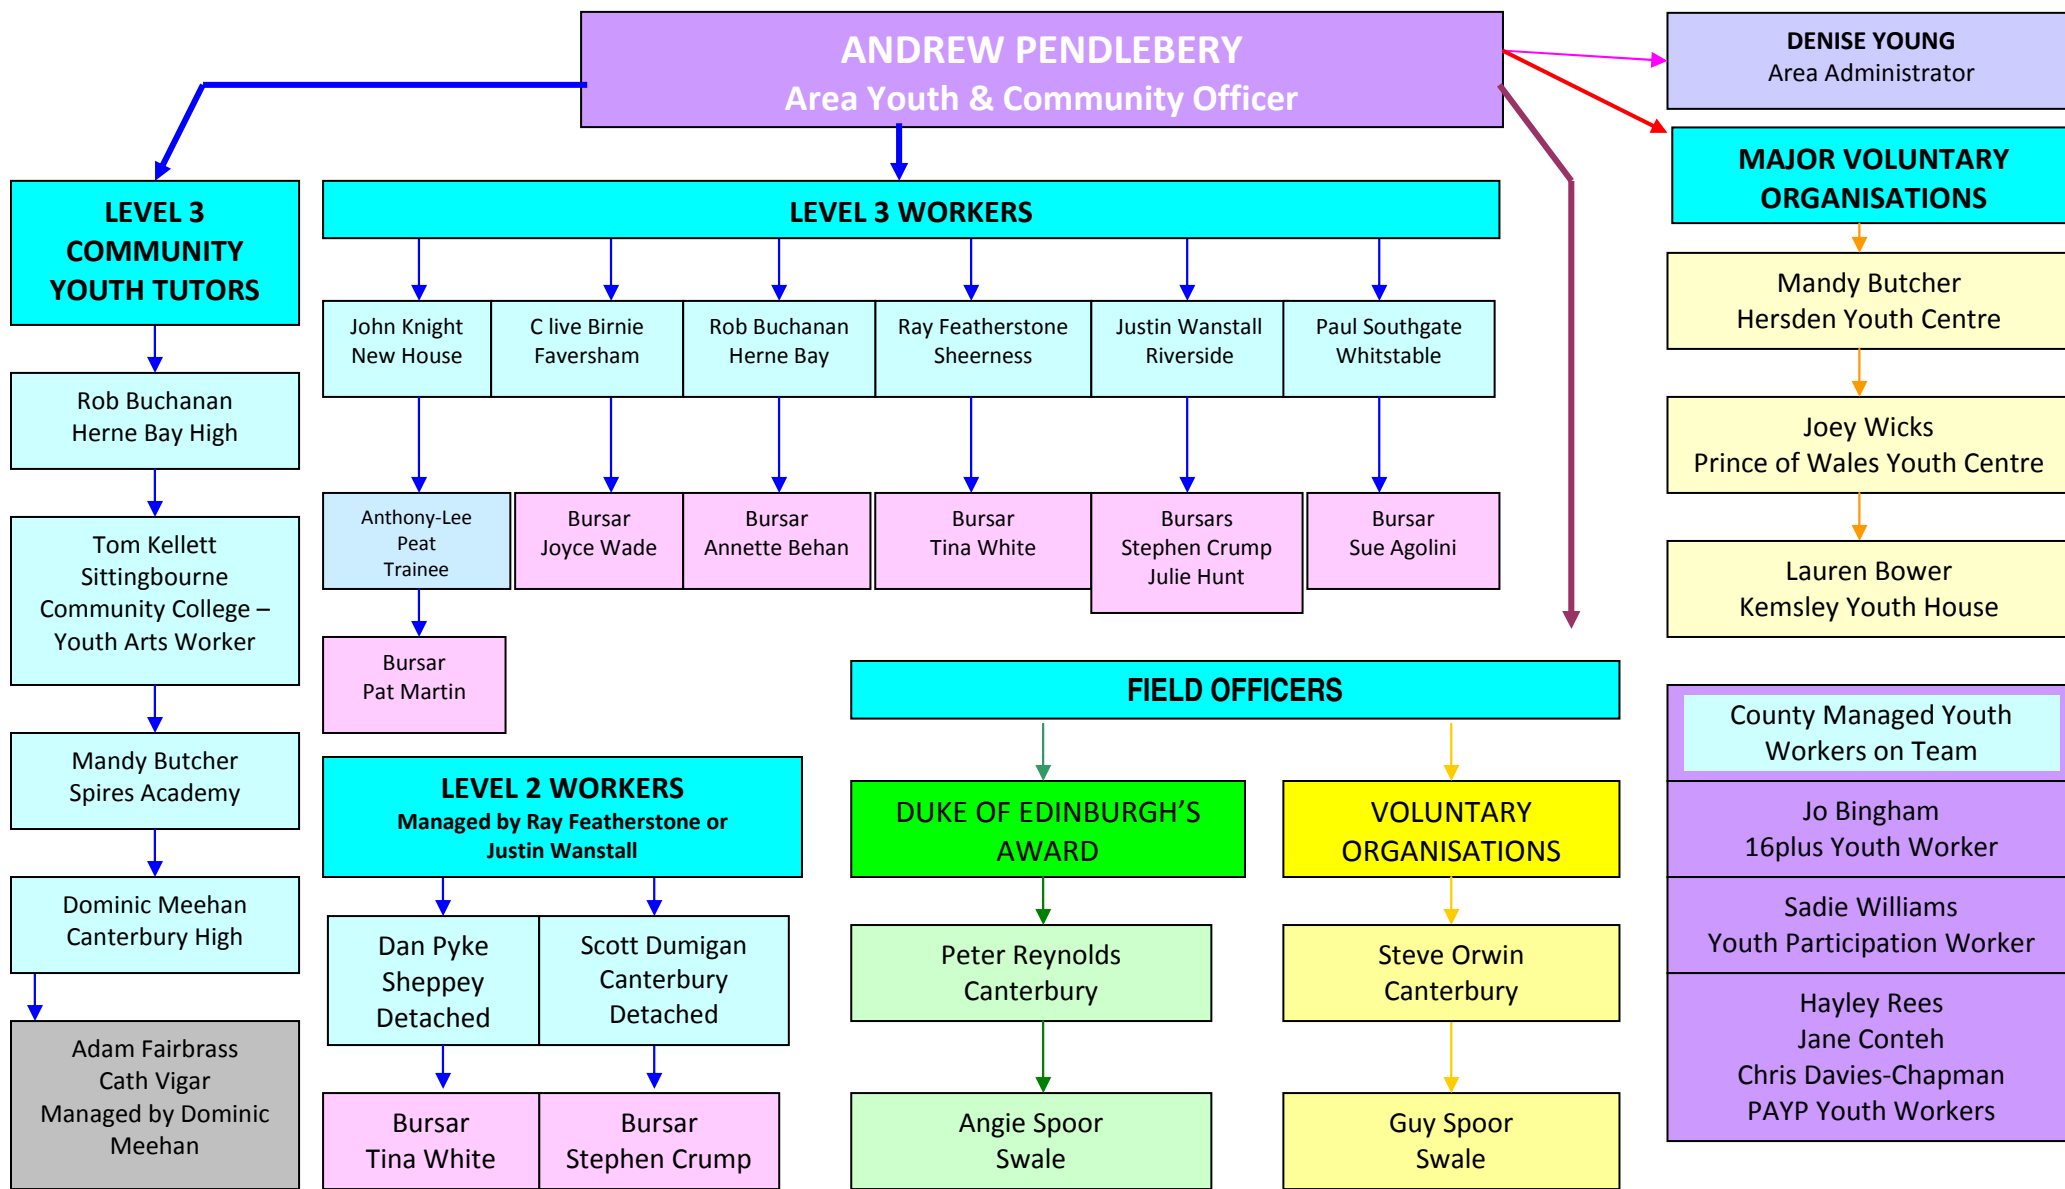 ANDREW PENDLEBERY
Area Youth & Community Officer
DENISE YOUNG
Area Administrator
LEVEL 3
COMMUNITY
YOUTH TUTORS
Rob Buchanan
Herne Bay High
Tom Kellett
Sittingbourne
Community College –
Youth Arts Worker
Mandy Butcher
Spires Academy
Dominic Meehan
Canterbury High
Adam Fairbrass
Cath Vigar
Managed by Dominic
Meehan
LEVEL 3 WORKERS
John Knight
New House
C live Birnie
Faversham
Rob Buchanan
Herne Bay
Ray Featherstone
Sheerness
Justin Wanstall
Riverside
Paul Southgate
Whitstable
Anthony-Lee
Peat
Trainee
Bursar
Joyce Wade
Bursar
Annette Behan
Bursar
Tina White
Bursars
Stephen Crump
Julie Hunt
Bursar
Sue Agolini
Bursar
Pat Martin
LEVEL 2 WORKERS
Managed by Ray Featherstone or
Justin Wanstall
Dan Pyke
Sheppey
Detached
Scott Dumigan
Canterbury
Detached
Bursar
Tina White
Bursar
Stephen Crump
FIELD OFFICERS
DUKE OF EDINBURGH’S
AWARD
Peter Reynolds
Canterbury
Angie Spoor
Swale
VOLUNTARY
ORGANISATIONS
Steve Orwin
Canterbury
Guy Spoor
Swale
MAJOR VOLUNTARY
ORGANISATIONS
Mandy Butcher
Hersden Youth Centre
Joey Wicks
Prince of Wales Youth Centre
Lauren Bower
Kemsley Youth House
County Managed Youth
Workers on Team
Jo Bingham
16plus Youth Worker
Sadie Williams
Youth Participation Worker
Hayley Rees
Jane Conteh
Chris Davies-Chapman
PAYP Youth Workers